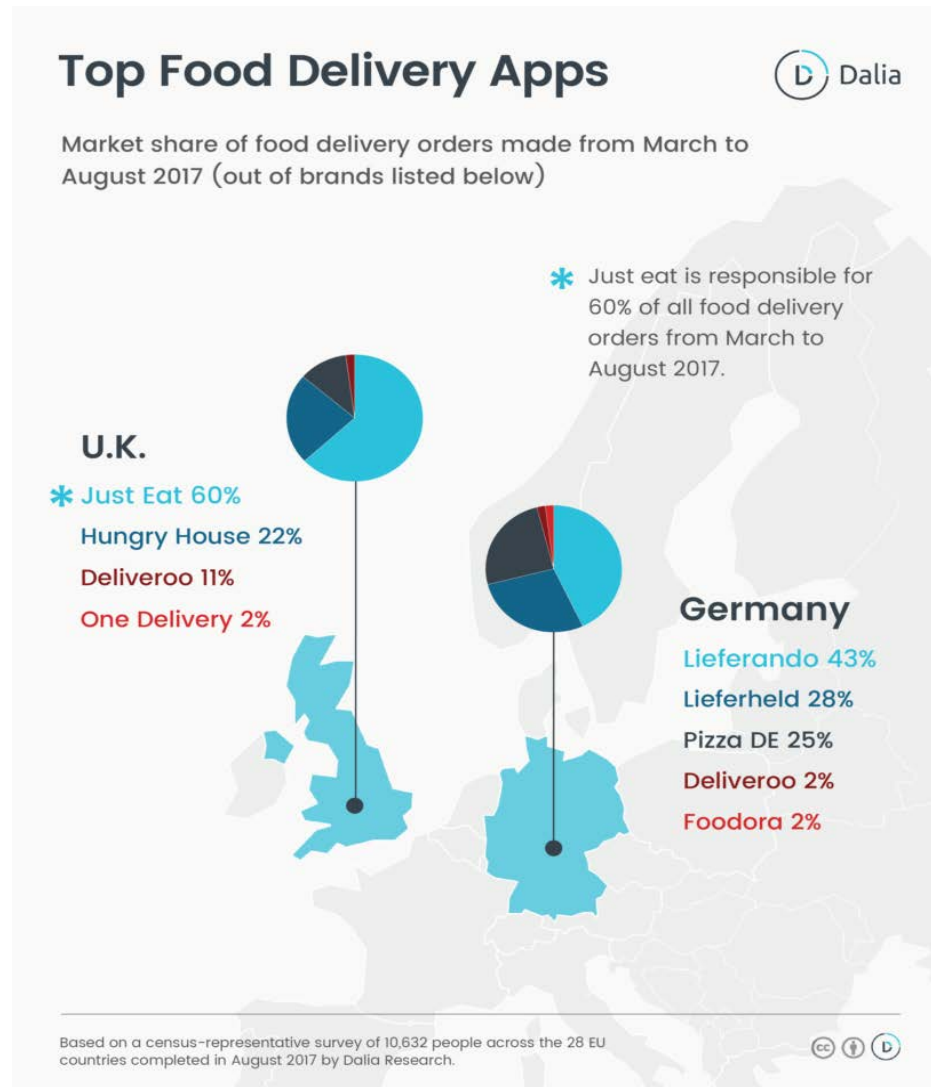 Top Food Delivery Apps
Dalia
Market share of food delivery orders made from March to
August 2017 (out of brands listed below)
Just eat is responsible for
60% of all food delivery
orders from March to
August 2017.
U.K.
* Just Eat 60%
Hungry House 22%
Deliveroo 11%
One Delivery 2%
Germany
Lieferando 43%
Lieferheld 28%
Pizza DE 25%
Deliveroo 2%
Foodora 2%
Based on a census-representative survey of 10,632 people across the 28 EU
countries completed in August 2017 by Dalia Research.
cc